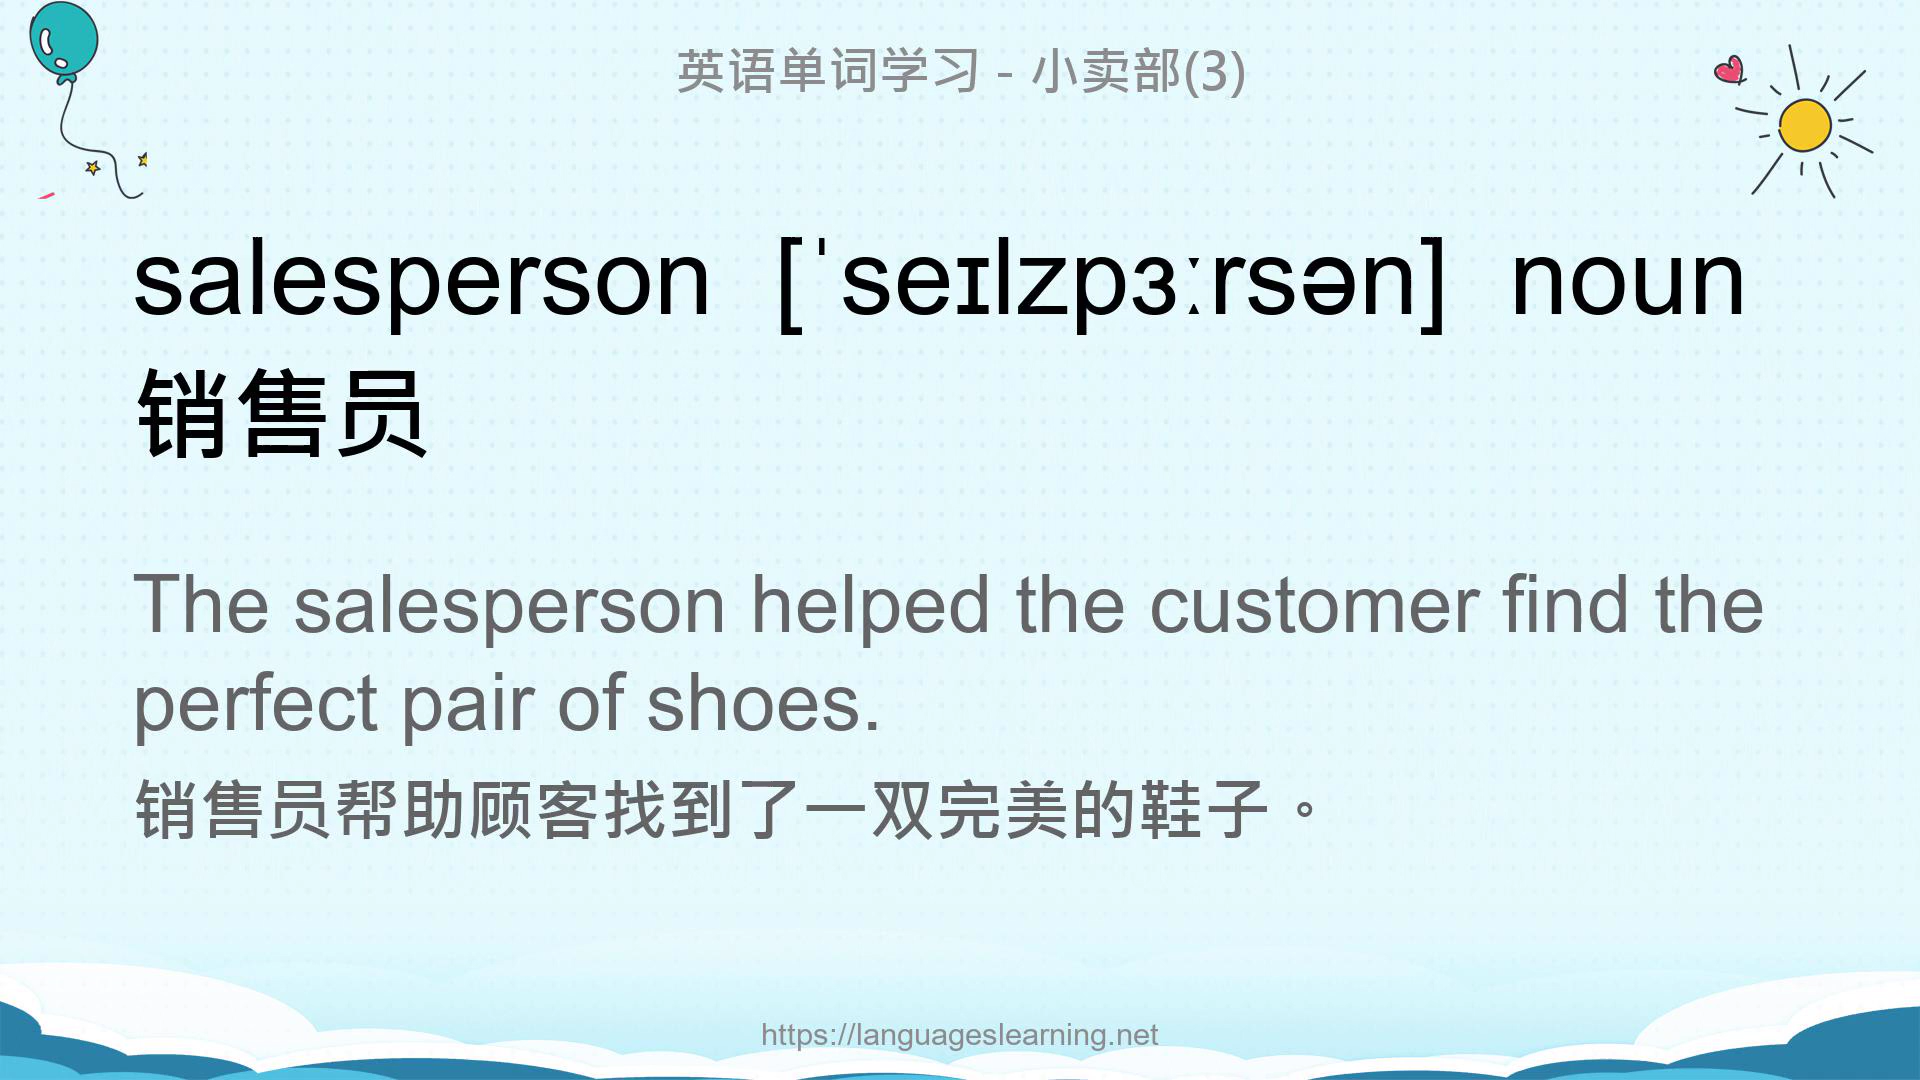 英语单词学习 - 小卖部(3)
salesperson [ˈseɪlzpɜːrsən] noun
销售员
The salesperson helped the customer find the
perfect pair of shoes.
销售员帮助顾客找到了一双完美的鞋子。
https://languageslearning.net